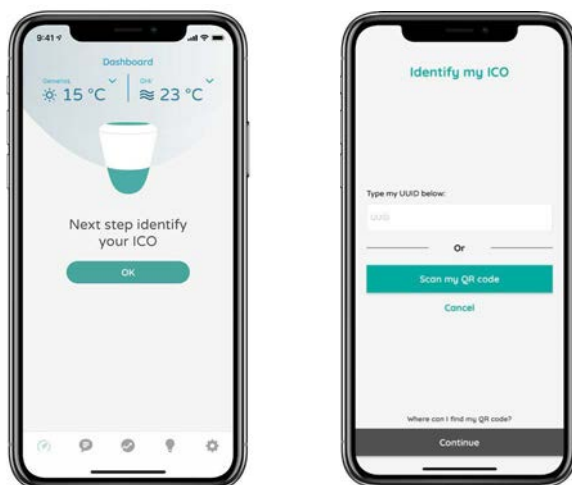 9:41
Dashboard
15 °C
23 °C
Next step identify
your ICO
OK
Identify my ICO
Type my UUID below:
UUID
Or
Scan my QR code
Cancel
Where can I find my QR code?
Continue